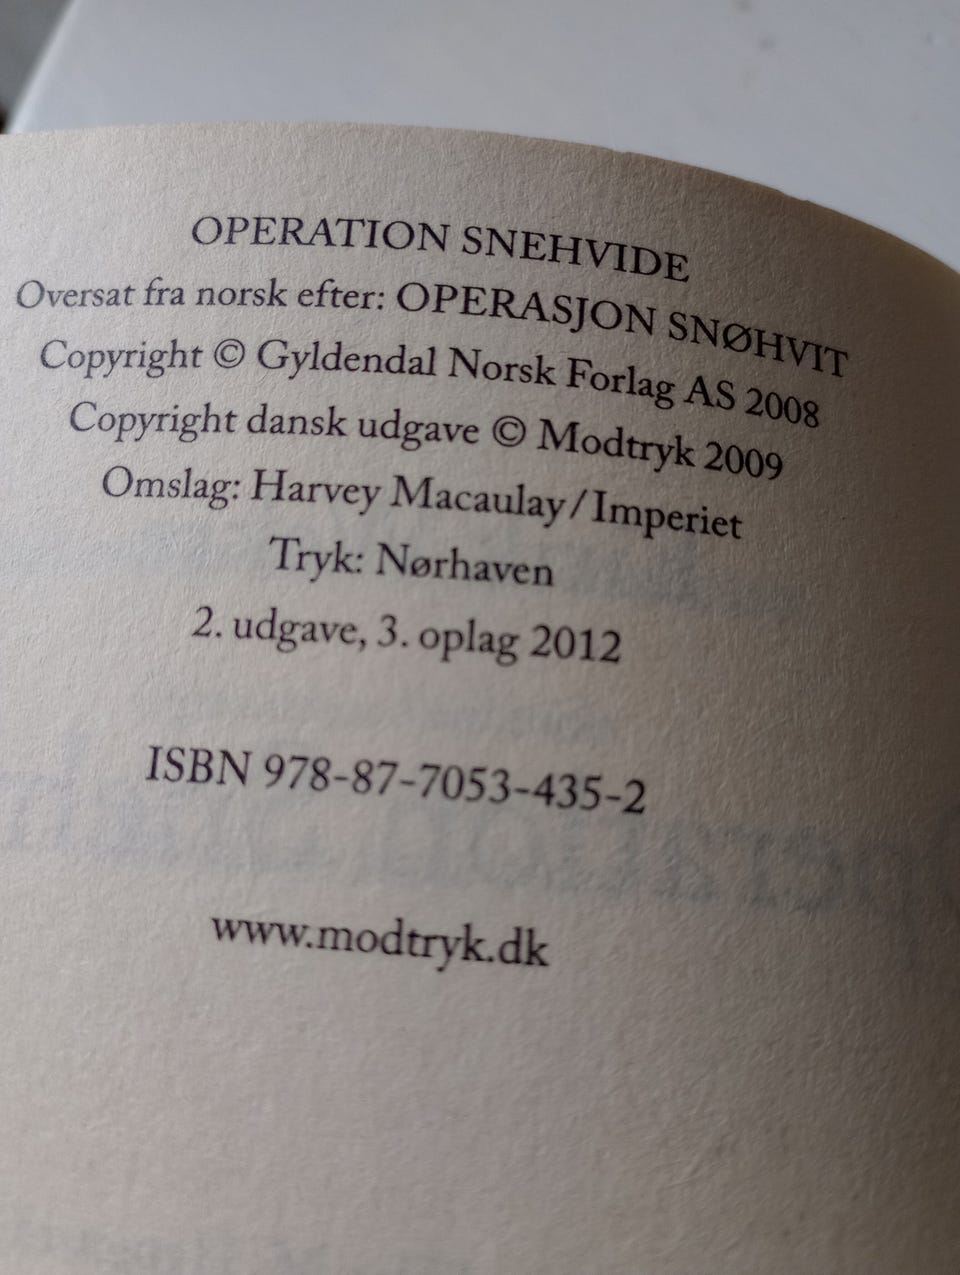 OPERATION SNEHVIDE
Oversat fra norsk efter: OPERASJON SNØHVIT
Copyright © Gyldendal Norsk Forlag AS 2008
Copyright dansk udgave © Modtryk 2009
Omslag: Harvey Macaulay/Imperiet
Tryk: Nørhaven
2. udgave, 3. oplag 2012
ISBN 978-87-7053-435-2
www.modtryk.dk